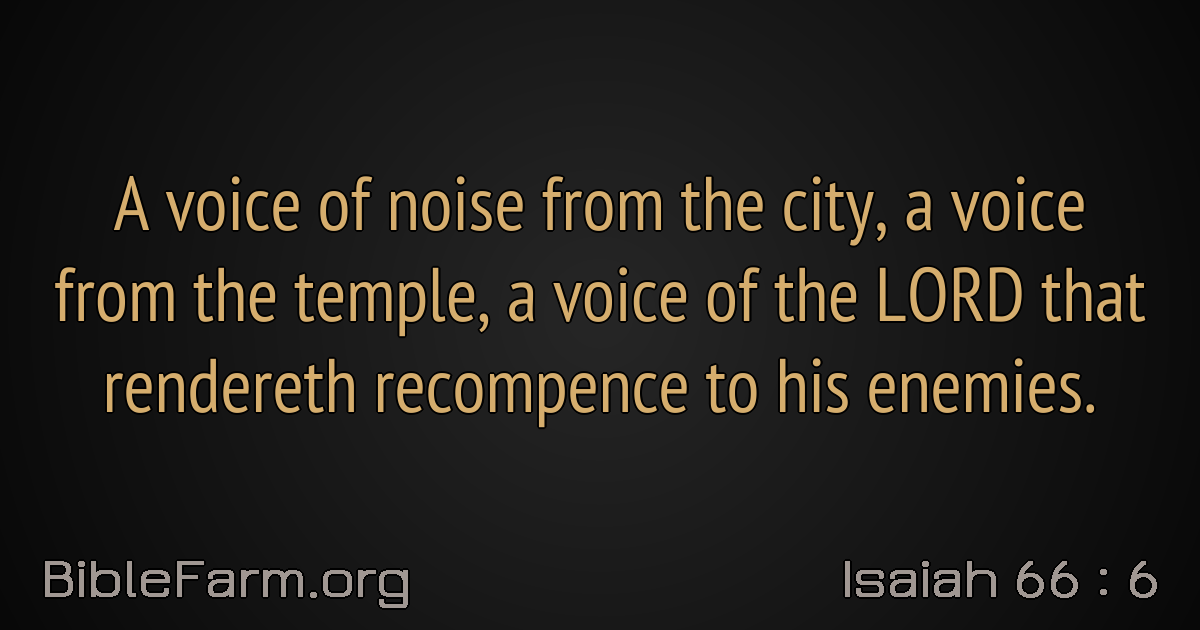 A voice of noise from the city, a voice
from the temple, a voice of the LORD that
rendereth recompence to his enemies.
BibleFarm.org
Isaiah 66 : 6